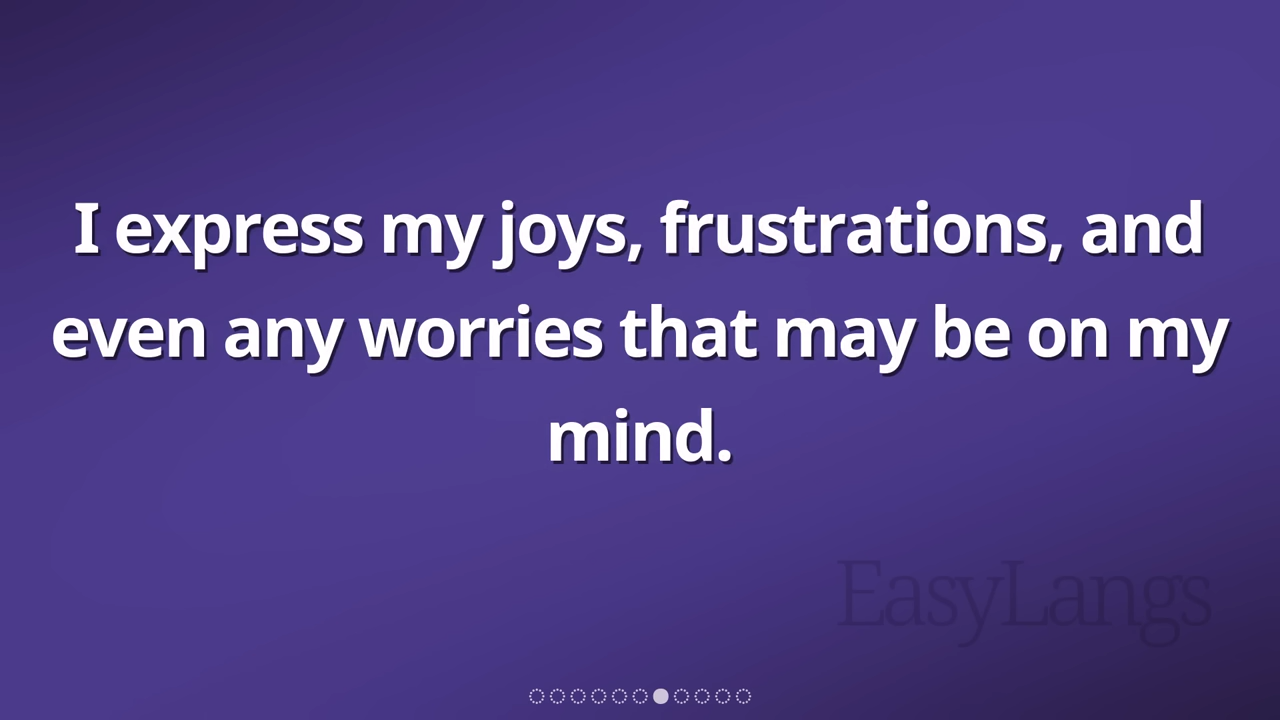 I express my joys, frustrations, and
even any worries that may be on my
mind.
EasyLangs